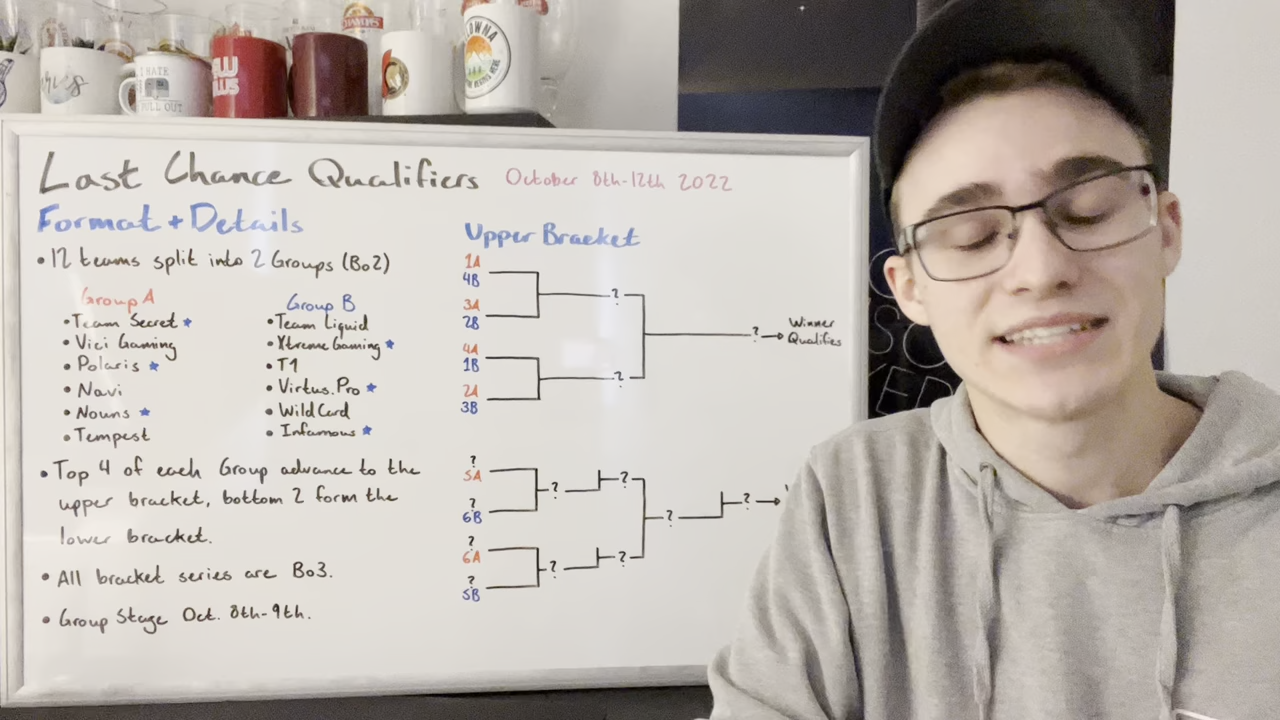 I HATE
PULL OUT
Last Chance Qualifiers October 8th-12th 2022
Format + Details
• 12 teams split into 2 Groups (Bo2)
Group A
• Team Secret ★
• Vici Gaming
• Polaris ★
• Navi
• Nouns ★
• Tempest
Group B
• Team Liquid
• Xtreme Gaming ★
• T1
• Virtus.Pro ★
• Wild Card
• Infamous ★
• Top 4 of each Group advance to the
upper bracket, bottom 2 form the
lower bracket.
• All bracket series are Bo3.
• Group Stage Oct. 8th-9th.
Upper Bracket
1A
4B
3A
2B
4A
1B
2A
3B
?
?
? → Winner
Qualifies
?
5A
?
6B
?
6A
?
5B
?
?
?
?
?
?